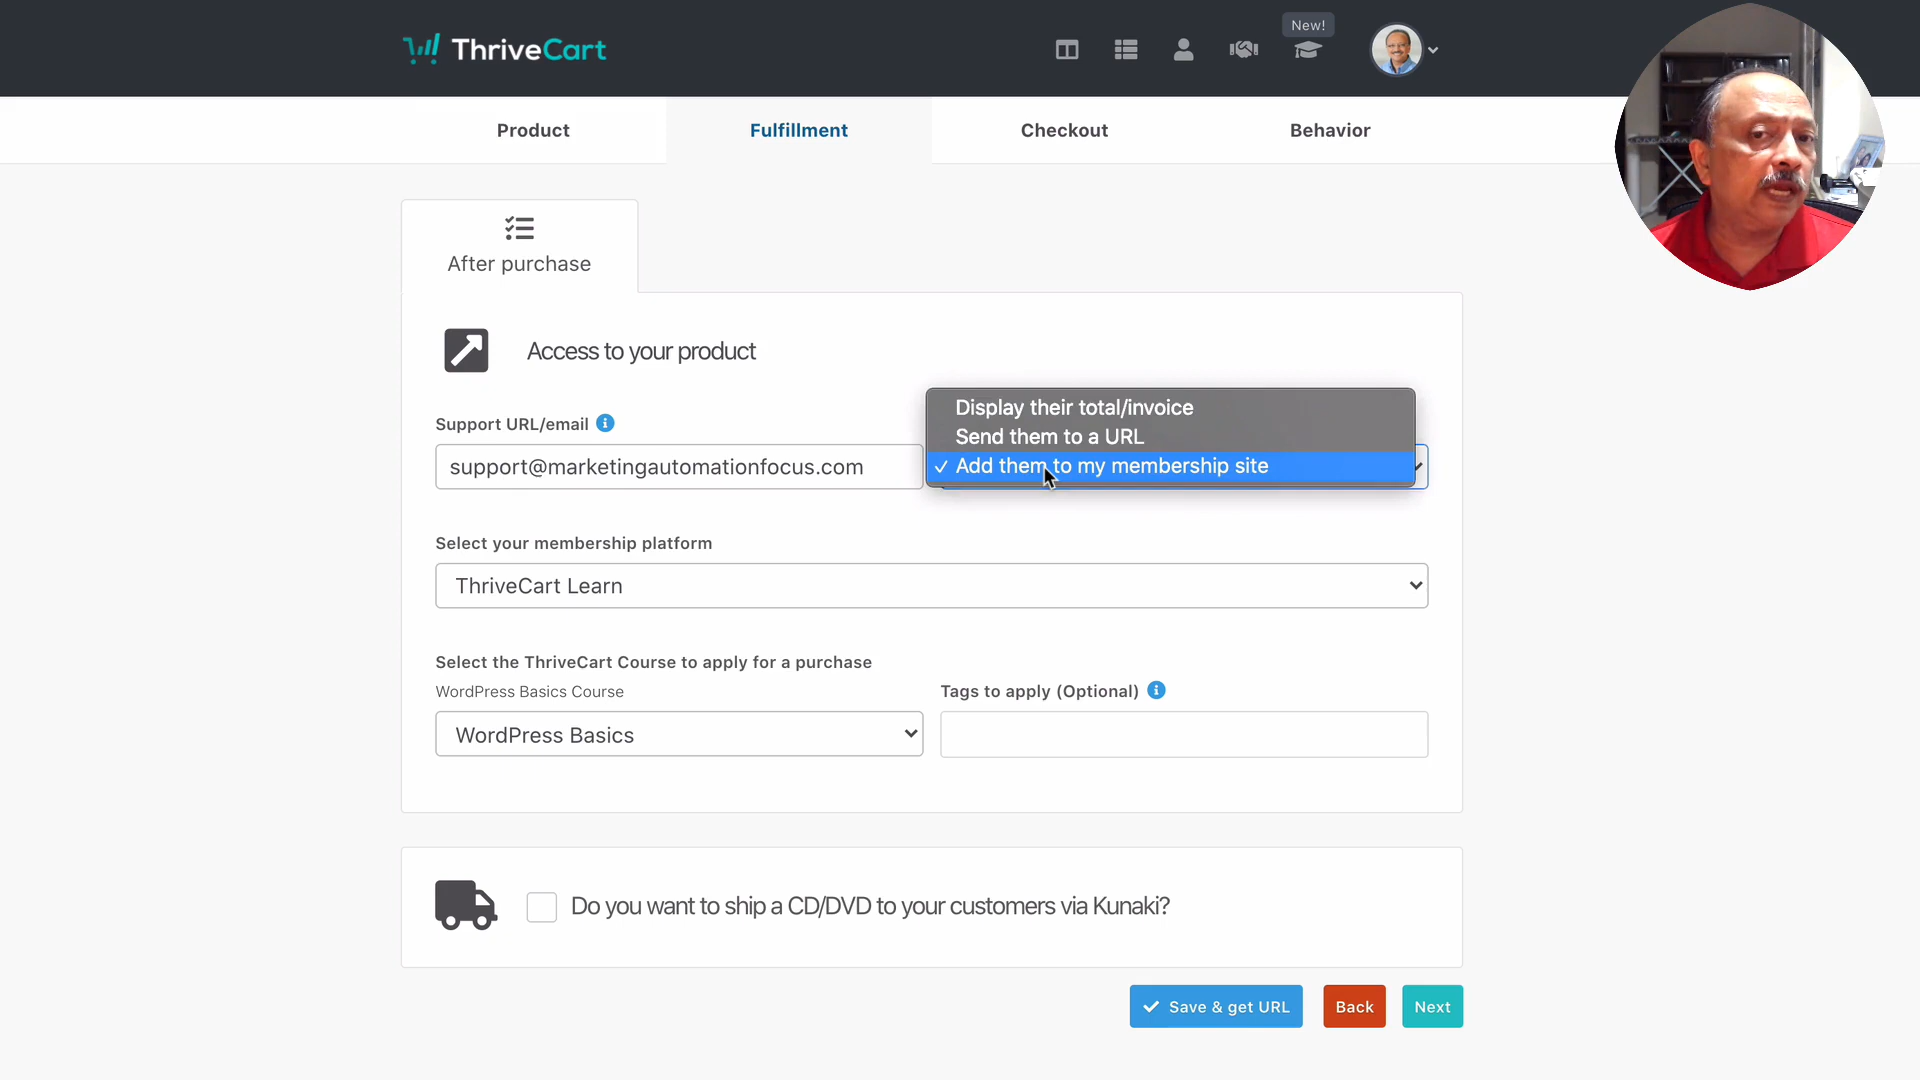 ThriveCart
New!
Product
Fulfillment
Checkout
Behavior
After purchase
Access to your product
Support URL/email
support@marketingautomationfocus.com
Display their total/invoice
Send them to a URL
✓ Add them to my membership site
Select your membership platform
ThriveCart Learn
Select the ThriveCart Course to apply for a purchase
WordPress Basics Course
Tags to apply (Optional)
WordPress Basics
Do you want to ship a CD/DVD to your customers via Kunaki?
Save & get URL
Back
Next